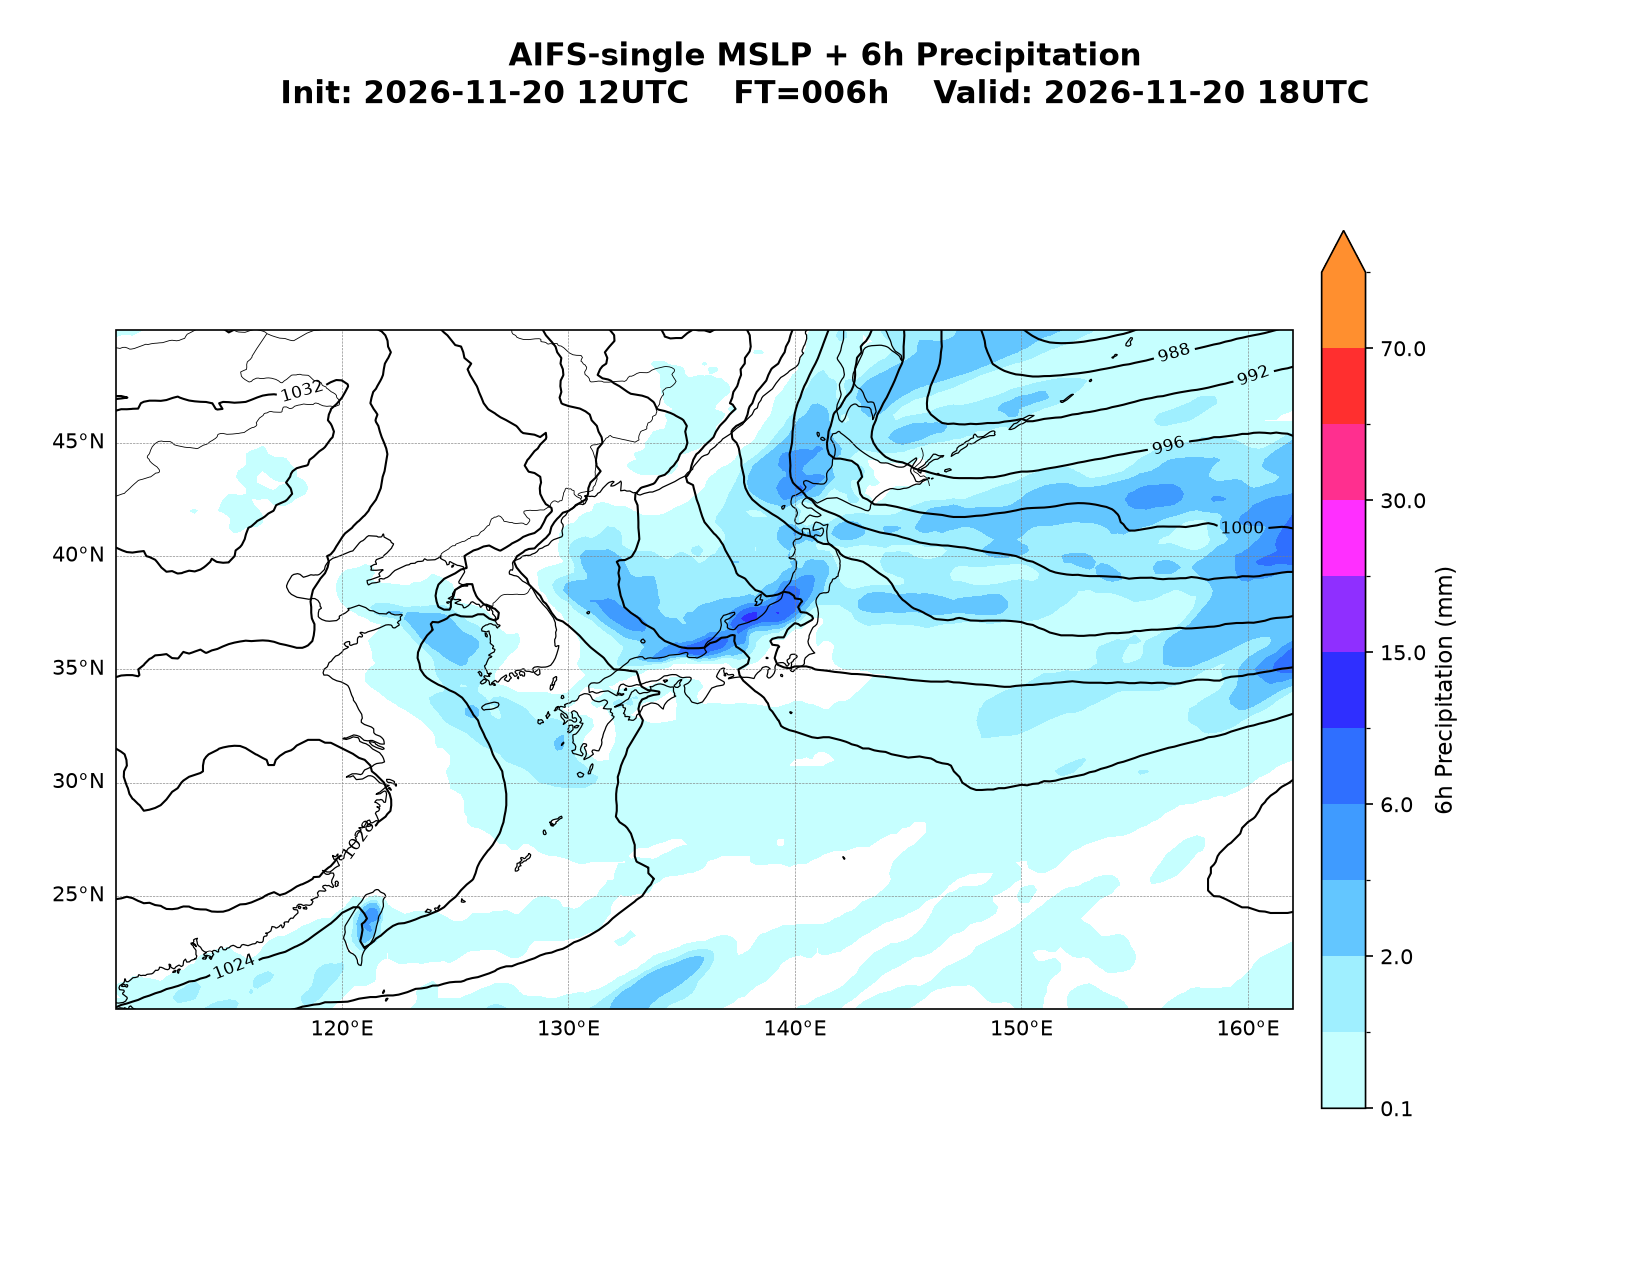 AIFS-single MSLP + 6h Precipitation
Init: 2026-11-20 12UTC    FT=006h    Valid: 2026-11-20 18UTC
988
992
996
1000
1032
1028
1024
45°N
40°N
35°N
30°N
25°N
120°E
130°E
140°E
150°E
160°E
70.0
30.0
15.0
6.0
2.0
0.1
6h Precipitation (mm)